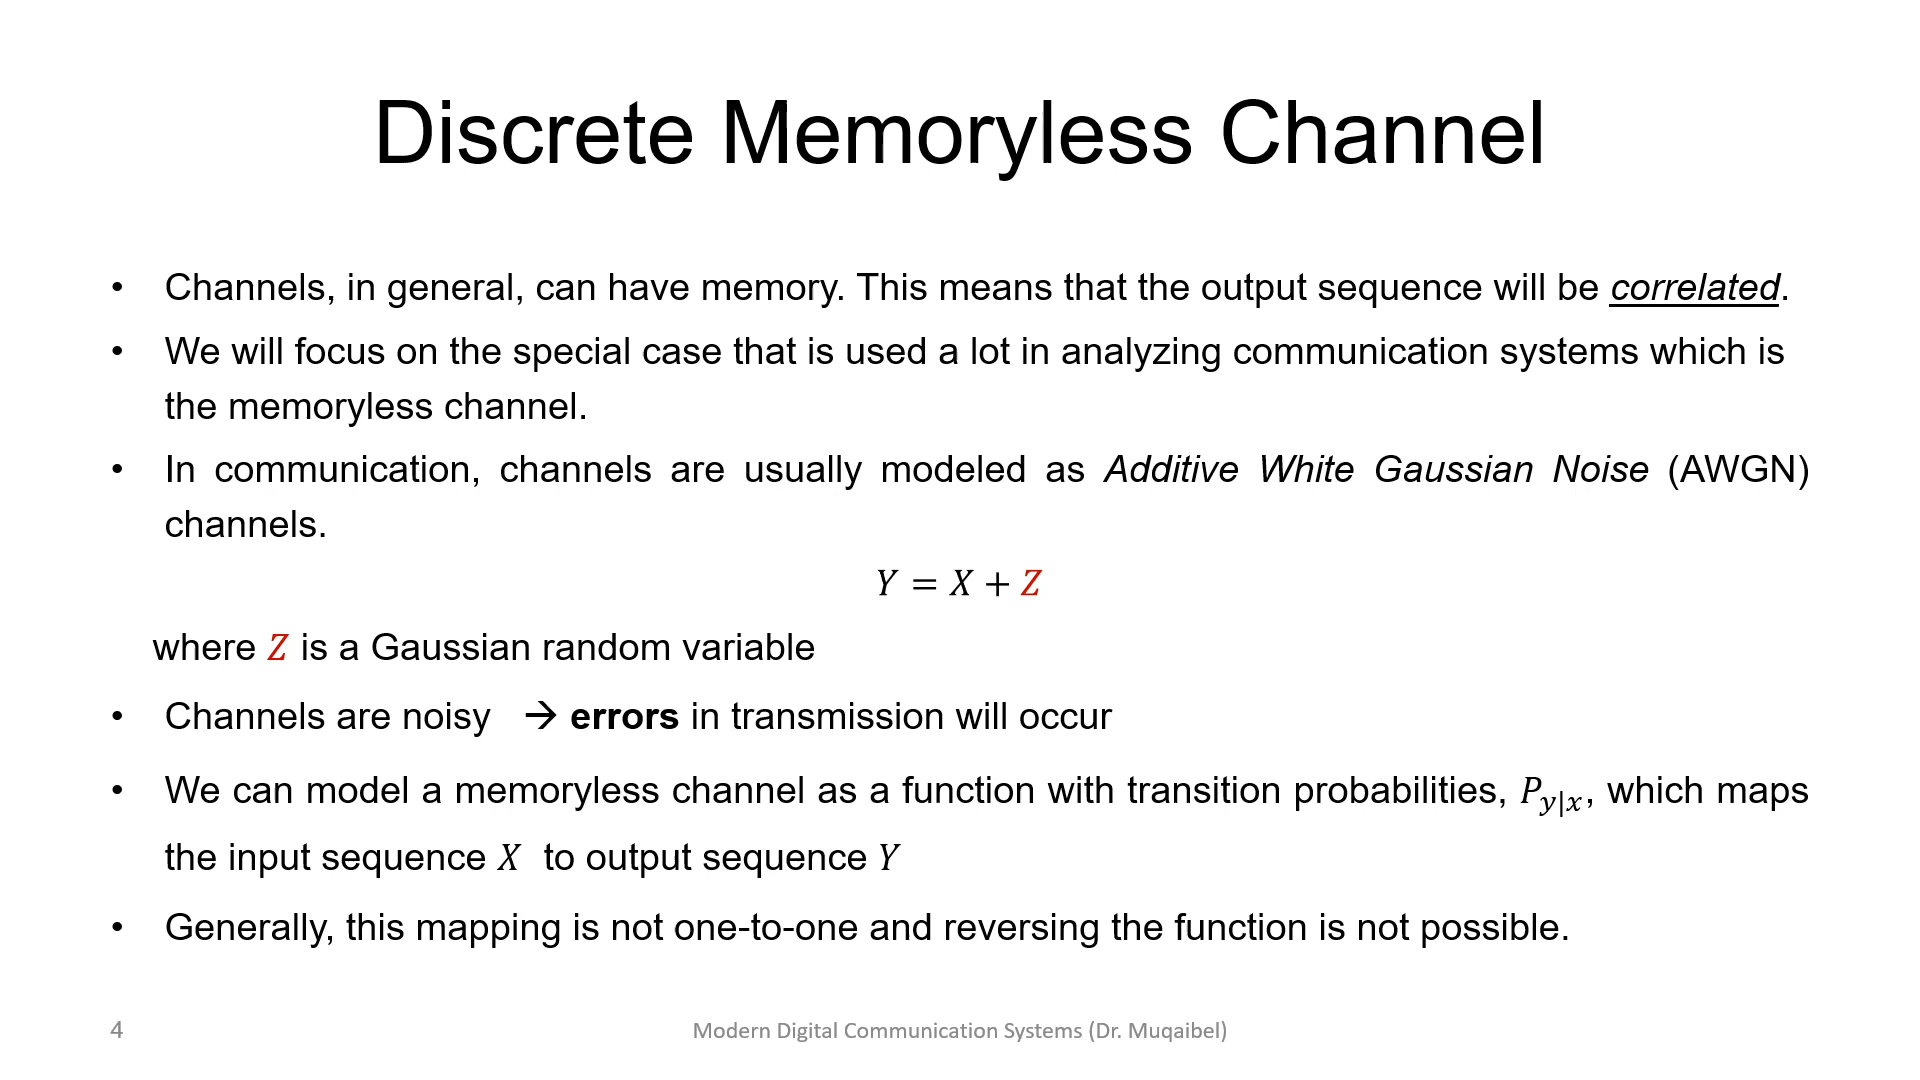 Discrete Memoryless Channel
• Channels, in general, can have memory. This means that the output sequence will be correlated.
• We will focus on the special case that is used a lot in analyzing communication systems which is
the memoryless channel.
• In communication, channels are usually modeled as Additive White Gaussian Noise (AWGN)
channels.
Y = X + Z
where Z is a Gaussian random variable
• Channels are noisy → errors in transmission will occur
• We can model a memoryless channel as a function with transition probabilities, P_{y|x}, which maps
the input sequence X to output sequence Y
• Generally, this mapping is not one-to-one and reversing the function is not possible.
4 Modern Digital Communication Systems (Dr. Muqaibel)